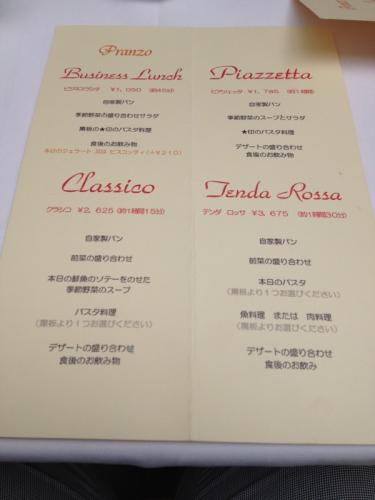 Pranzo
Business Lunch
ビジネスランチ ¥1,050 (約45分)
自家製パン
季節野菜の盛り合わせサラダ
黒板の★印のパスタ料理
食後のお飲み物
本日のジェラート 又は ビスコッティ(+¥210)
Piazzetta
ピアツェッタ ¥1,785 (約1時間)
自家製パン
季節野菜のスープとサラダ
★印のパスタ料理
デザートの盛り合わせ
食後のお飲み物
Classico
クラシコ ¥2,625 (約1時間15分)
自家製パン
前菜の盛り合わせ
本日の鮮魚のソテーをのせた
季節野菜のスープ
パスタ料理
(黒板より1つお選びください)
デザートの盛り合わせ
食後のお飲み物
Tenda Rossa
テンダ ロッサ ¥3,675 (約1時間30分)
自家製パン
前菜の盛り合わせ
本日のパスタ
(黒板より1つお選びください)
魚料理 または 肉料理
(黒板より1つお選びください)
デザートの盛り合わせ
食後のお飲み